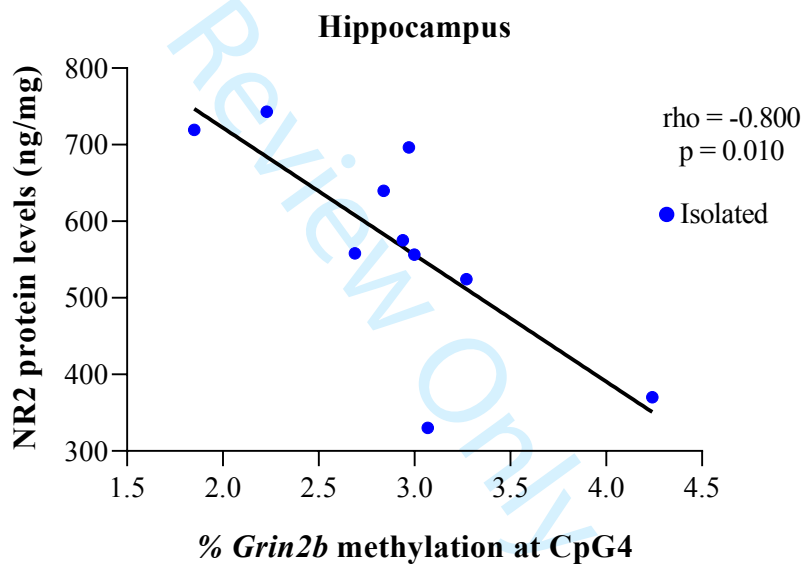 Hippocampus
800
700
600
500
400
300
NR2 protein levels (ng/mg)
rho = -0.800
p = 0.010
Isolated
1.5 2.0 2.5 3.0 3.5 4.0 4.5
% Grin2b methylation at CpG4
Review Only